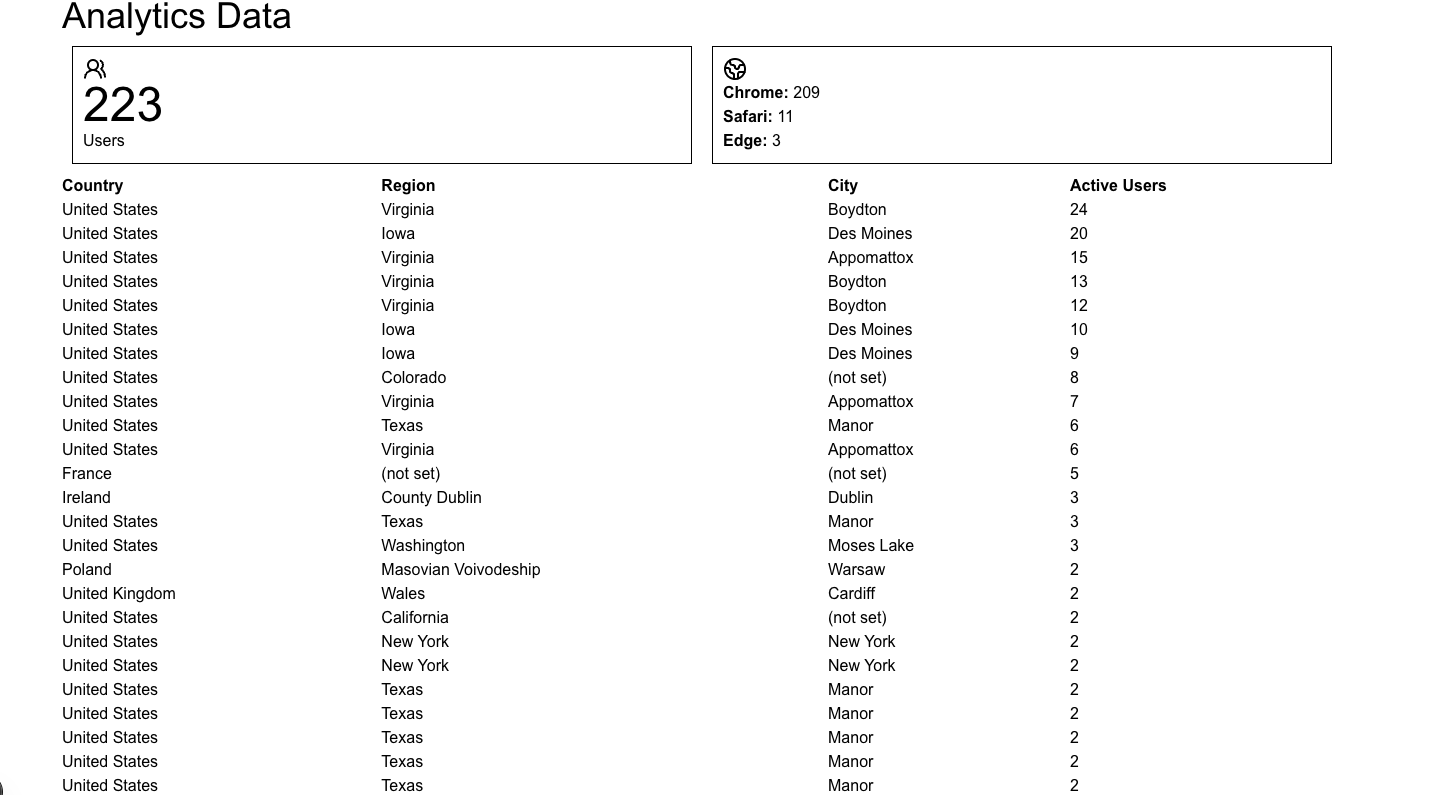 Analytics Data
223
Users
Chrome: 209
Safari: 11
Edge: 3
Country Region City Active Users
United States Virginia Boydton 24
United States Iowa Des Moines 20
United States Virginia Appomattox 15
United States Virginia Boydton 13
United States Virginia Boydton 12
United States Iowa Des Moines 10
United States Iowa Des Moines 9
United States Colorado (not set) 8
United States Virginia Appomattox 7
United States Texas Manor 6
United States Virginia Appomattox 6
France (not set) (not set) 5
Ireland County Dublin Dublin 3
United States Texas Manor 3
United States Washington Moses Lake 3
Poland Masovian Voivodeship Warsaw 2
United Kingdom Wales Cardiff 2
United States California (not set) 2
United States New York New York 2
United States New York New York 2
United States Texas Manor 2
United States Texas Manor 2
United States Texas Manor 2
United States Texas Manor 2
United States Texas Manor 2